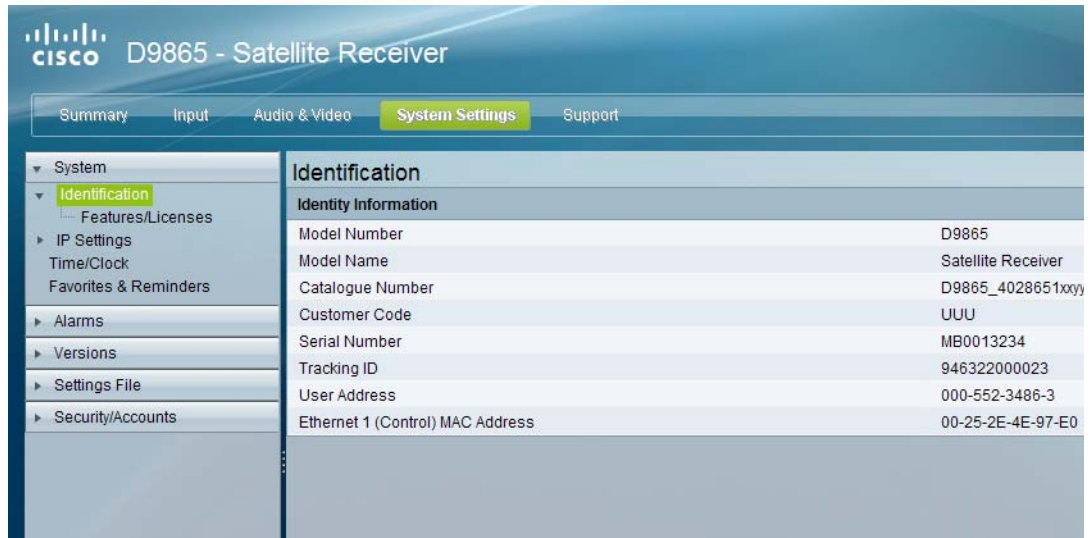 cisco D9865 - Satellite Receiver
Summary Input Audio & Video System Settings Support
System
Identification
Features/Licenses
IP Settings
Time/Clock
Favorites & Reminders
Alarms
Versions
Settings File
Security/Accounts
Identification
Identity Information
Model Number D9865
Model Name Satellite Receiver
Catalogue Number D9865_4028651xxyy
Customer Code UUU
Serial Number MB0013234
Tracking ID 946322000023
User Address 000-552-3486-3
Ethernet 1 (Control) MAC Address 00-25-2E-4E-97-E0